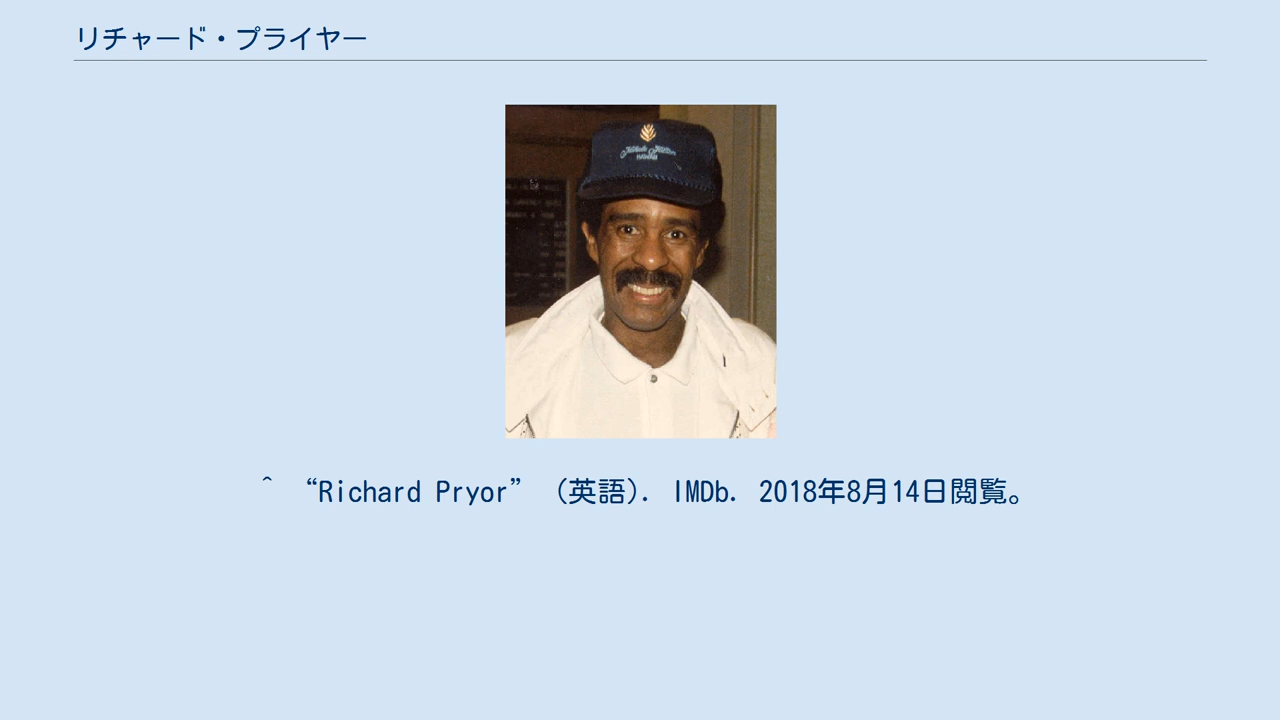 リチャード・プライヤー
HAWAII
^ “Richard Pryor” (英語). IMDb. 2018年8月14日閲覧。